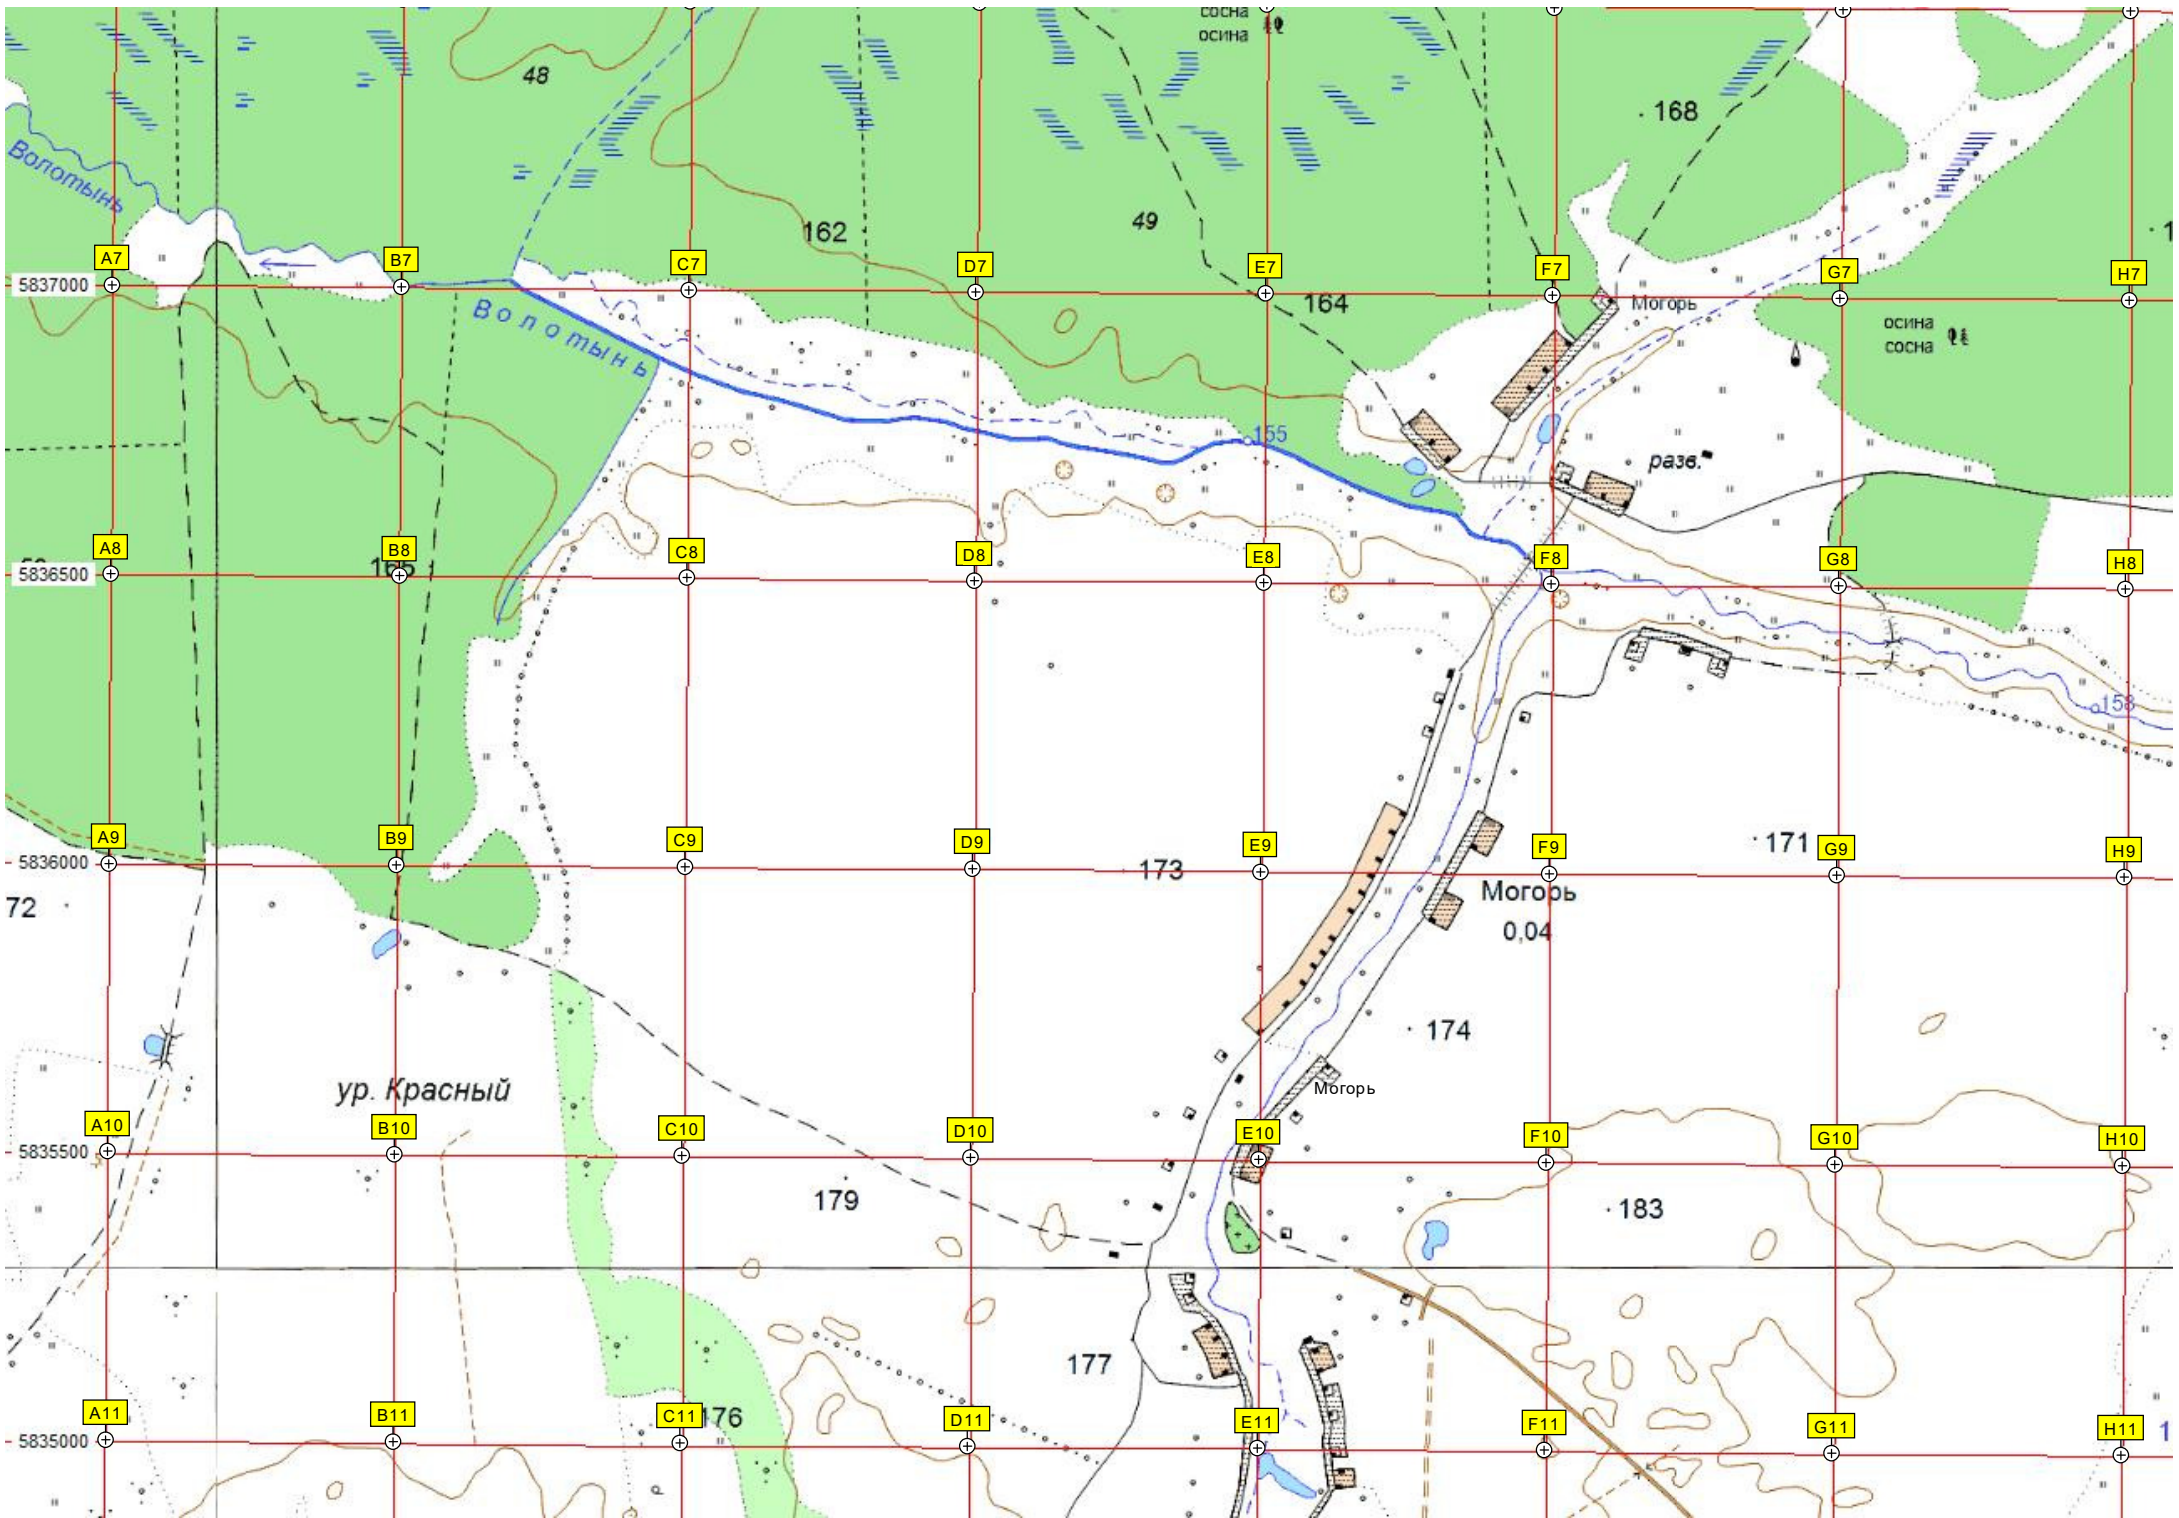 сосна
осина
48
168
Волотынь
162
49
A7
B7
C7
D7
E7
F7
G7
H7
5837000
164
Могорь
Волотынь
осина
сосна
155
разв.
A8
B8
C8
D8
E8
F8
G8
H8
5836500
165
158
A9
B9
C9
D9
E9
F9
G9
H9
5836000
173
171
72
Могорь
0,04
174
ур. Красный
Могорь
A10
B10
C10
D10
E10
F10
G10
H10
5835500
179
183
177
A11
B11
C11
D11
E11
F11
G11
H11
176
5835000